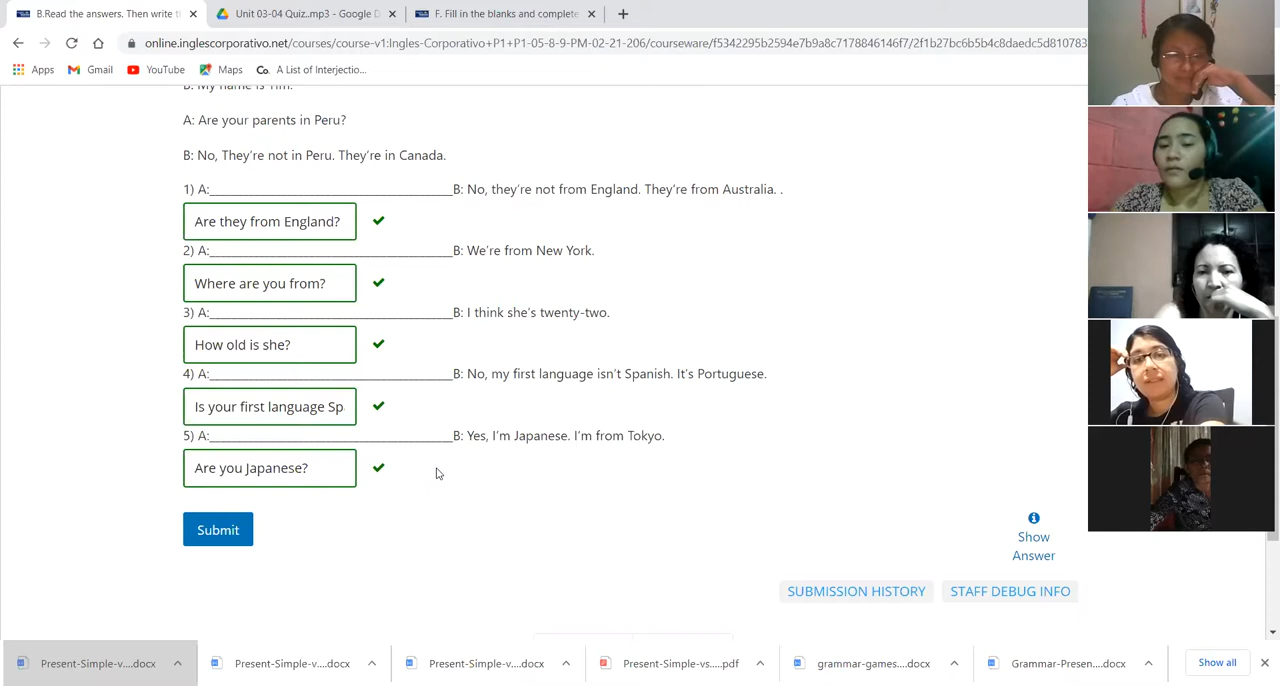 B.Read the answers. Then write t
Unit 03-04 Quiz..mp3 - Google D
F. Fill in the blanks and complete
online.inglescorporativo.net/courses/course-v1:Ingles-Corporativo+P1+P1-05-8-9-PM-02-21-206/courseware/f5342295b2594e7b9a8c7178846146f7/2f1b27bc6b5b4c8daedc5d810783
Apps
Gmail
YouTube
Maps
Co.
A List of Interjectio...
B: My name is Tim.
A: Are your parents in Peru?
B: No, They're not in Peru. They're in Canada.
1) A:___________________________________B: No, they're not from England. They're from Australia. .
Are they from England?
2) A:___________________________________B: We're from New York.
Where are you from?
3) A:___________________________________B: I think she's twenty-two.
How old is she?
4) A:___________________________________B: No, my first language isn't Spanish. It's Portuguese.
Is your first language Sp
5) A:___________________________________B: Yes, I'm Japanese. I'm from Tokyo.
Are you Japanese?
Submit
Show
Answer
SUBMISSION HISTORY
STAFF DEBUG INFO
Present-Simple-v....docx
Present-Simple-v....docx
Present-Simple-v....docx
Present-Simple-vs.....pdf
grammar-games....docx
Grammar-Presen....docx
Show all